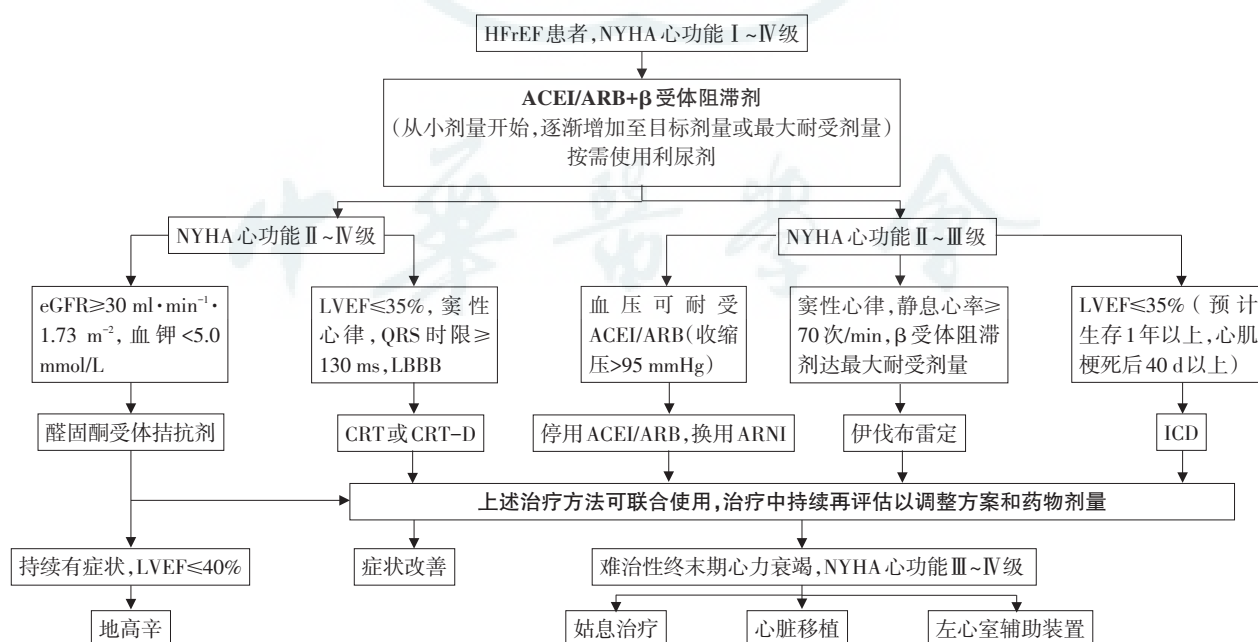 HFrEF患者,NYHA心功能Ⅰ~Ⅳ级
ACEI/ARB+β受体阻滞剂
(从小剂量开始,逐渐增加至目标剂量或最大耐受剂量)
按需使用利尿剂
NYHA心功能Ⅱ~Ⅳ级
NYHA心功能Ⅱ~Ⅲ级
eGFR≥30 ml·min⁻¹·
1.73 m⁻²,血钾<5.0
mmol/L
LVEF≤35%,窦性
心律,QRS时限≥
130 ms,LBBB
血压可耐受
ACEI/ARB(收缩
压>95 mmHg)
窦性心律,静息心率≥
70次/min,β受体阻滞
剂达最大耐受剂量
LVEF≤35%(预计
生存1年以上,心肌
梗死后40 d以上)
醛固酮受体拮抗剂
CRT或CRT-D
停用ACEI/ARB,换用ARNI
伊伐布雷定
ICD
上述治疗方法可联合使用,治疗中持续再评估以调整方案和药物剂量
持续有症状,LVEF≤40%
症状改善
难治性终末期心力衰竭,NYHA心功能Ⅲ~Ⅳ级
地高辛
姑息治疗
心脏移植
左心室辅助装置
中华医学会